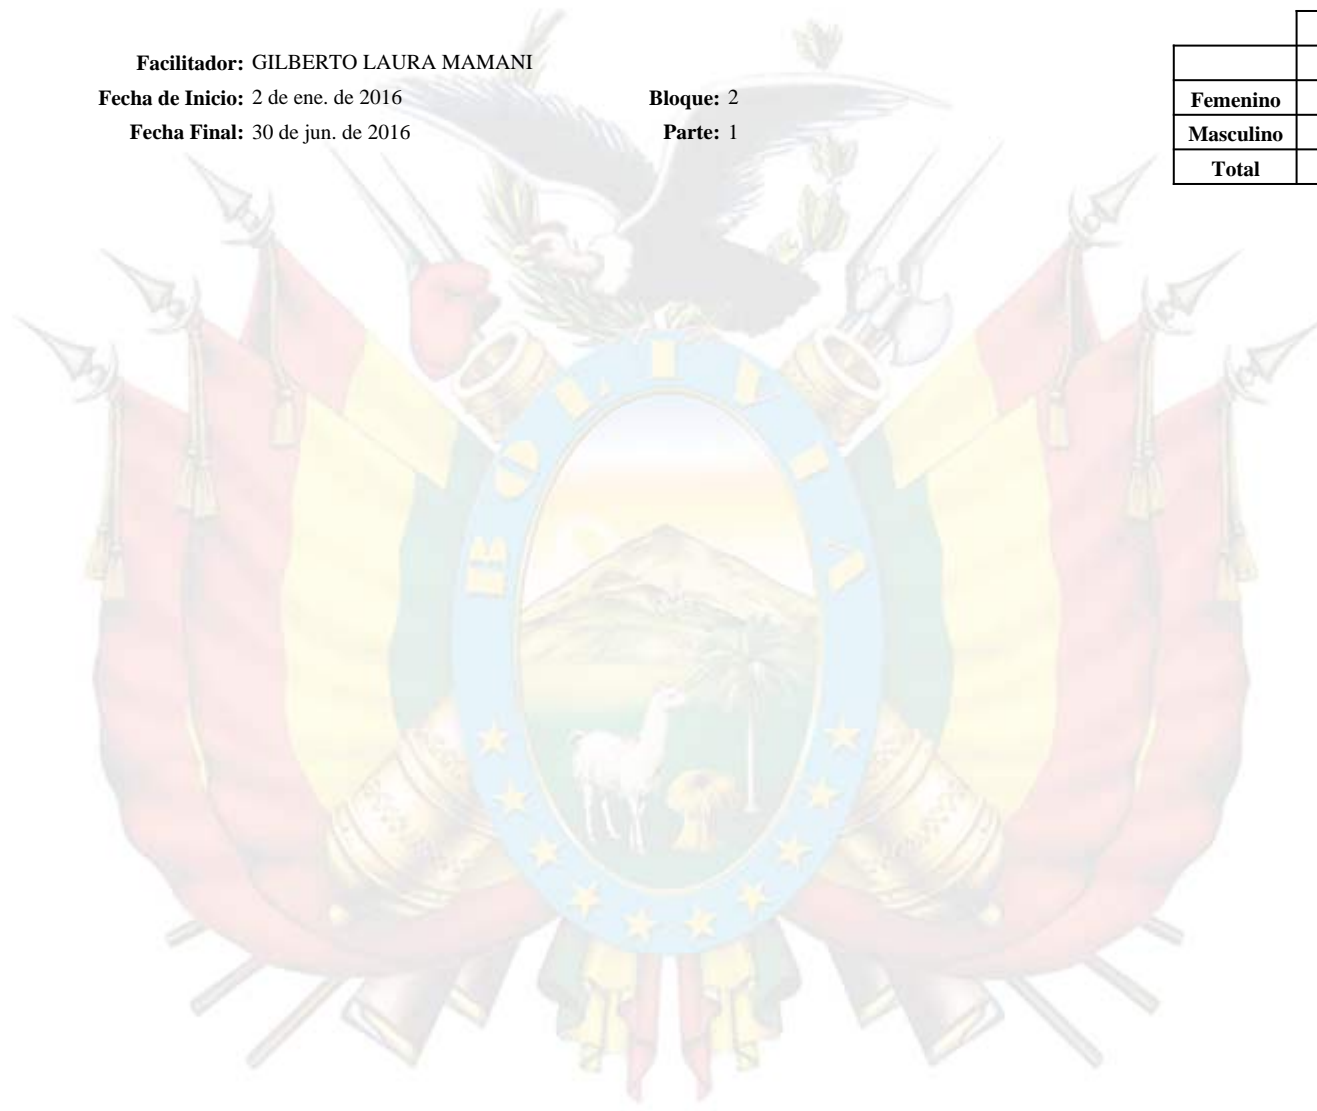 Facilitador: GILBERTO LAURA MAMANI
Fecha de Inicio: 2 de ene. de 2016 Bloque: 2
Fecha Final: 30 de jun. de 2016 Parte: 1
Femenino
Masculino
Total
BOLIVIA